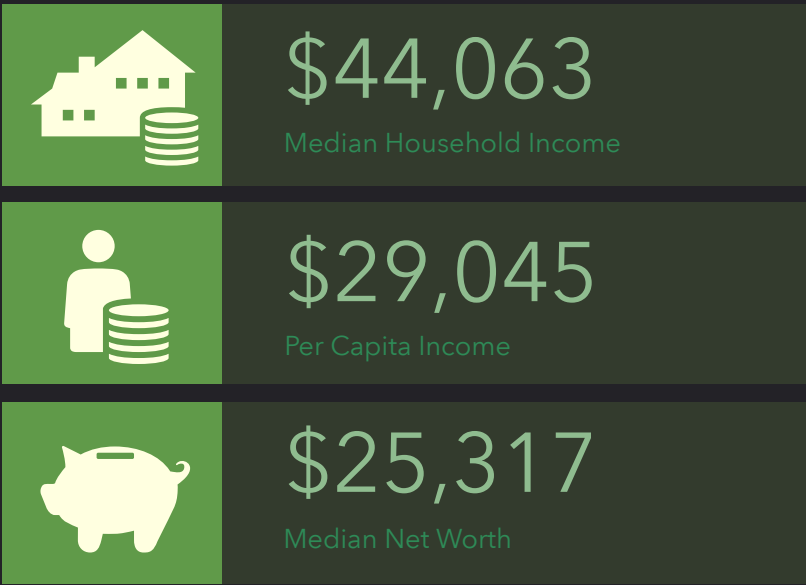 $44,063
Median Household Income
$29,045
Per Capita Income
$25,317
Median Net Worth